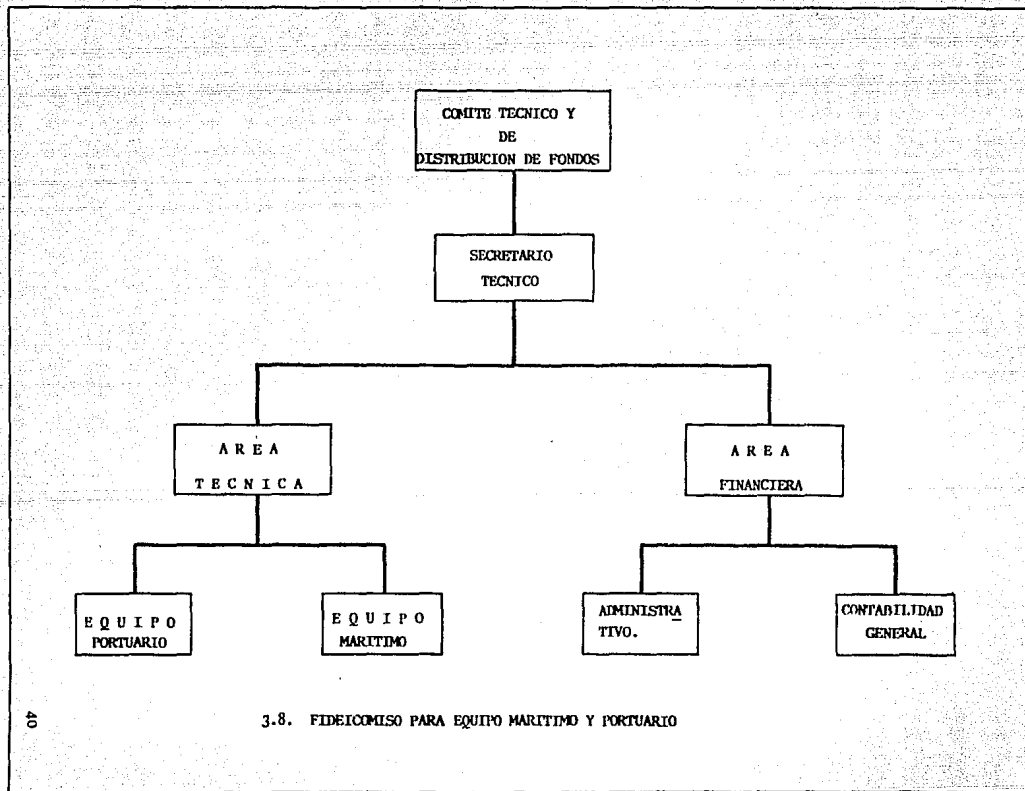 COMITE TECNICO Y
DE
DISTRIBUCION DE FONDOS
SECRETARIO
TECNICO
A R E A
T E C N I C A
A R E A
FINANCIERA
E Q U I P O
PORTUARIO
E Q U I P O
MARITIMO
ADMINISTRA
TIVO.
CONTABILIDAD
GENERAL
3.8. FIDEICOMISO PARA EQUIPO MARITIMO Y PORTUARIO
40